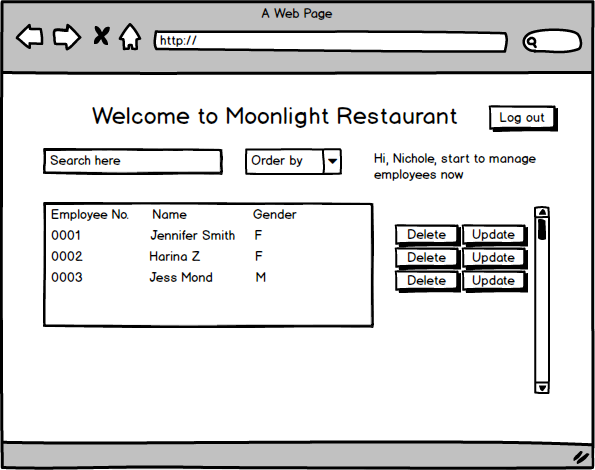 A Web Page
http://
Welcome to Moonlight Restaurant
Log out
Search here
Order by
Hi, Nichole, start to manage
employees now
Employee No. Name Gender
0001 Jennifer Smith F Delete Update
0002 Harina Z F Delete Update
0003 Jess Mond M Delete Update